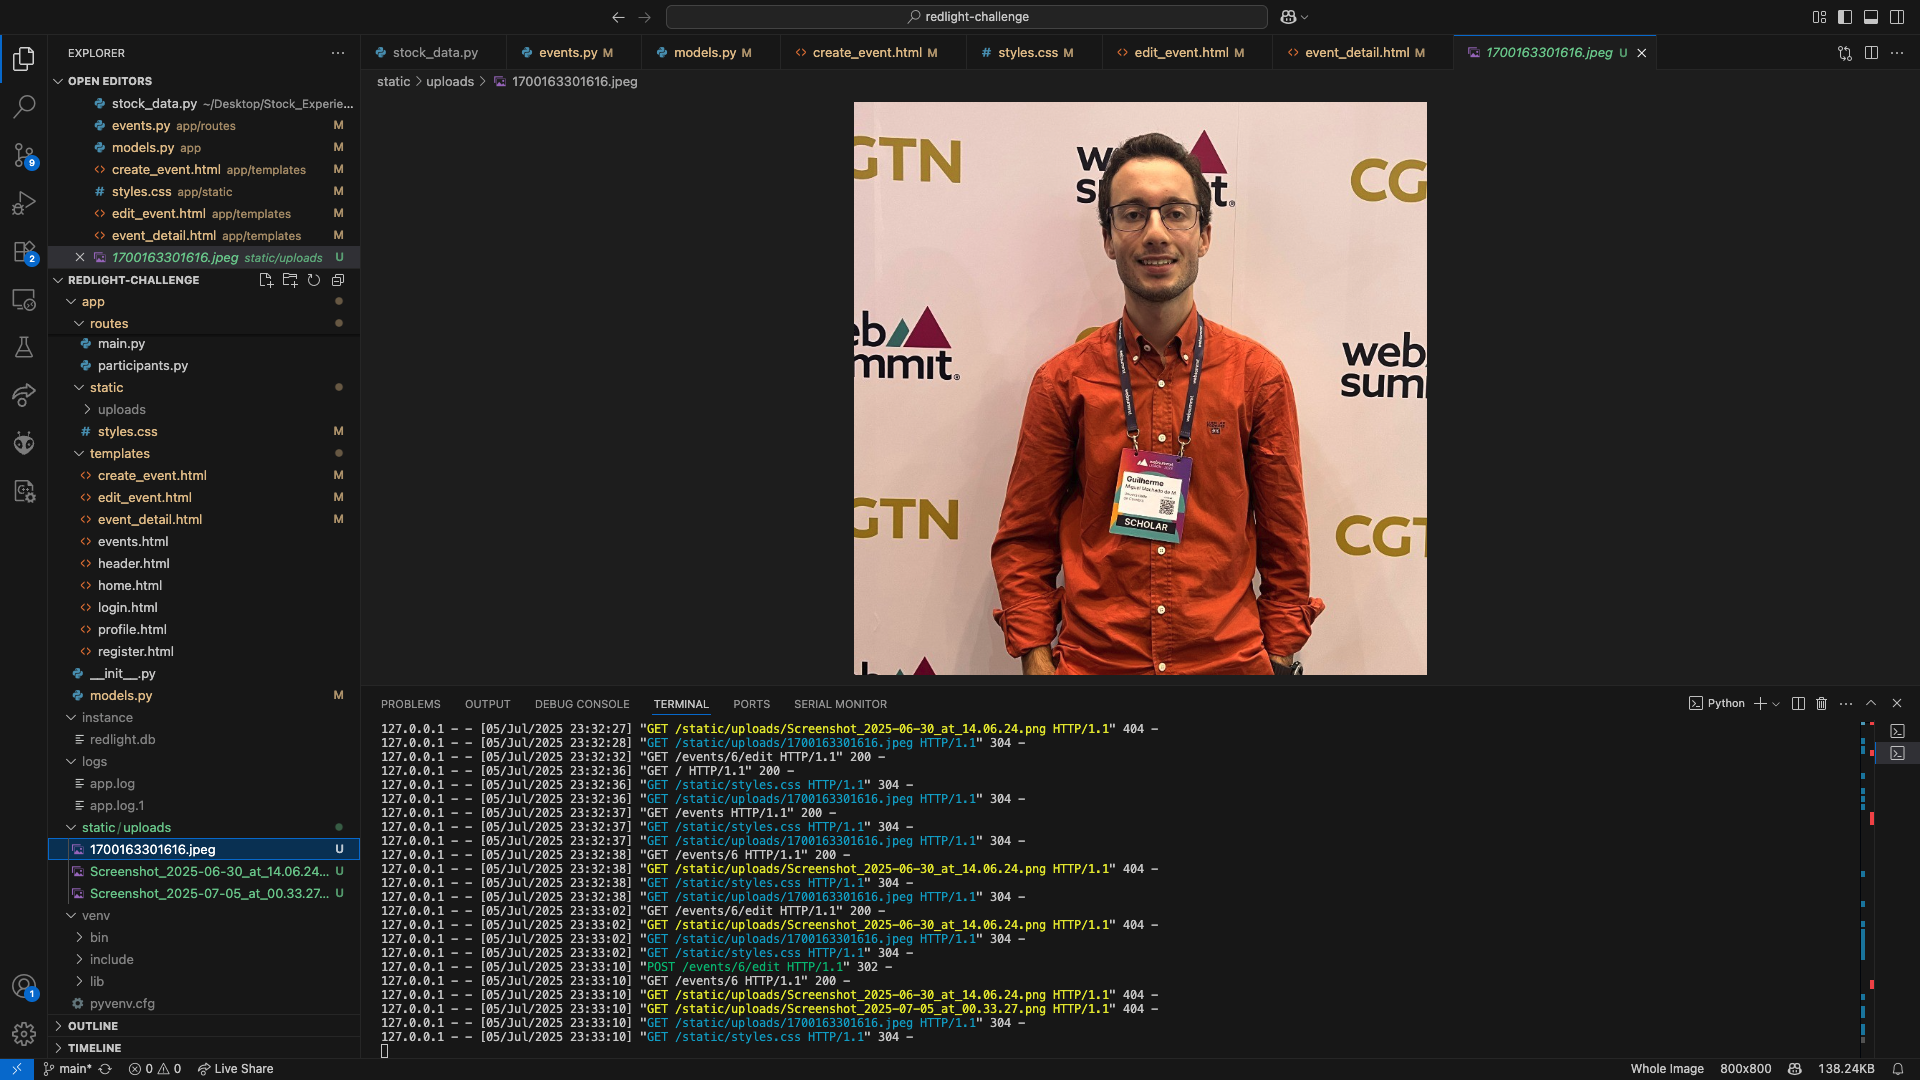 redlight-challenge
EXPLORER
OPEN EDITORS
stock_data.py ~/Desktop/Stock_Experie...
events.py app/routes M
models.py app M
create_event.html app/templates M
styles.css app/static M
edit_event.html app/templates M
event_detail.html app/templates M
1700163301616.jpeg static/uploads U
REDLIGHT-CHALLENGE
app
routes
main.py
participants.py
static
uploads
styles.css M
templates
create_event.html M
edit_event.html M
event_detail.html M
events.html
header.html
home.html
login.html
profile.html
register.html
__init__.py
models.py M
instance
redlight.db
logs
app.log
app.log.1
static/uploads
1700163301616.jpeg U
Screenshot_2025-06-30_at_14.06.24... U
Screenshot_2025-07-05_at_00.33.27... U
venv
bin
include
lib
pyvenv.cfg
OUTLINE
TIMELINE
9
2
1
stock_data.py events.py M models.py M create_event.html M styles.css M edit_event.html M event_detail.html M 1700163301616.jpeg U
static > uploads > 1700163301616.jpeg
CGTN
CG
web
summit
web
summit
GTN
CGT
Guilherme
SCHOLAR
PROBLEMS OUTPUT DEBUG CONSOLE TERMINAL PORTS SERIAL MONITOR
Python
127.0.0.1 - - [05/Jul/2025 23:32:27] "GET /static/uploads/Screenshot_2025-06-30_at_14.06.24.png HTTP/1.1" 404 -
127.0.0.1 - - [05/Jul/2025 23:32:28] "GET /static/uploads/1700163301616.jpeg HTTP/1.1" 304 -
127.0.0.1 - - [05/Jul/2025 23:32:32] "GET /events/6/edit HTTP/1.1" 200 -
127.0.0.1 - - [05/Jul/2025 23:32:36] "GET / HTTP/1.1" 200 -
127.0.0.1 - - [05/Jul/2025 23:32:36] "GET /static/styles.css HTTP/1.1" 304 -
127.0.0.1 - - [05/Jul/2025 23:32:36] "GET /static/uploads/1700163301616.jpeg HTTP/1.1" 304 -
127.0.0.1 - - [05/Jul/2025 23:32:37] "GET /events HTTP/1.1" 200 -
127.0.0.1 - - [05/Jul/2025 23:32:37] "GET /static/styles.css HTTP/1.1" 304 -
127.0.0.1 - - [05/Jul/2025 23:32:37] "GET /static/uploads/1700163301616.jpeg HTTP/1.1" 304 -
127.0.0.1 - - [05/Jul/2025 23:32:38] "GET /events/6 HTTP/1.1" 200 -
127.0.0.1 - - [05/Jul/2025 23:32:38] "GET /static/uploads/Screenshot_2025-06-30_at_14.06.24.png HTTP/1.1" 404 -
127.0.0.1 - - [05/Jul/2025 23:32:38] "GET /static/styles.css HTTP/1.1" 304 -
127.0.0.1 - - [05/Jul/2025 23:32:38] "GET /static/uploads/1700163301616.jpeg HTTP/1.1" 304 -
127.0.0.1 - - [05/Jul/2025 23:33:02] "GET /events/6/edit HTTP/1.1" 200 -
127.0.0.1 - - [05/Jul/2025 23:33:02] "GET /static/uploads/Screenshot_2025-06-30_at_14.06.24.png HTTP/1.1" 404 -
127.0.0.1 - - [05/Jul/2025 23:33:02] "GET /static/uploads/1700163301616.jpeg HTTP/1.1" 304 -
127.0.0.1 - - [05/Jul/2025 23:33:02] "GET /static/styles.css HTTP/1.1" 304 -
127.0.0.1 - - [05/Jul/2025 23:33:10] "POST /events/6/edit HTTP/1.1" 302 -
127.0.0.1 - - [05/Jul/2025 23:33:10] "GET /events/6 HTTP/1.1" 200 -
127.0.0.1 - - [05/Jul/2025 23:33:10] "GET /static/uploads/Screenshot_2025-06-30_at_14.06.24.png HTTP/1.1" 404 -
127.0.0.1 - - [05/Jul/2025 23:33:10] "GET /static/uploads/Screenshot_2025-07-05_at_00.33.27.png HTTP/1.1" 404 -
127.0.0.1 - - [05/Jul/2025 23:33:10] "GET /static/uploads/1700163301616.jpeg HTTP/1.1" 304 -
127.0.0.1 - - [05/Jul/2025 23:33:10] "GET /static/styles.css HTTP/1.1" 304 -
main* 0 0 Live Share Whole Image 800x800 138.24KB